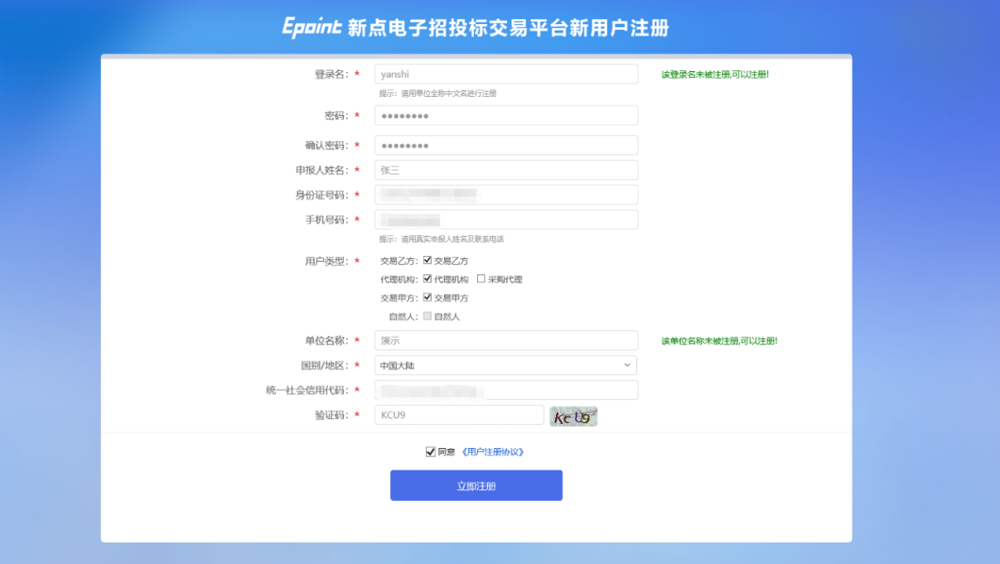 Epoint 新点电子招投标交易平台新用户注册
登录名：* yanshi 该登录名未被注册,可以注册!
提示：请用单位全称中文名进行注册
密码：* ●●●●●●●●
确认密码：* ●●●●●●●●
申报人姓名：* 张三
身份证号码：*
手机号码：*
提示：请用真实申报人姓名及联系电话
用户类型：* 交易乙方：交易乙方
代理机构：代理机构 采购代理
交易甲方：交易甲方
自然人：自然人
单位名称：* 演示 该单位名称未被注册,可以注册!
国别/地区：* 中国大陆
统一社会信用代码：*
验证码：* KCU9 KcU9
同意 《用户注册协议》
立即注册